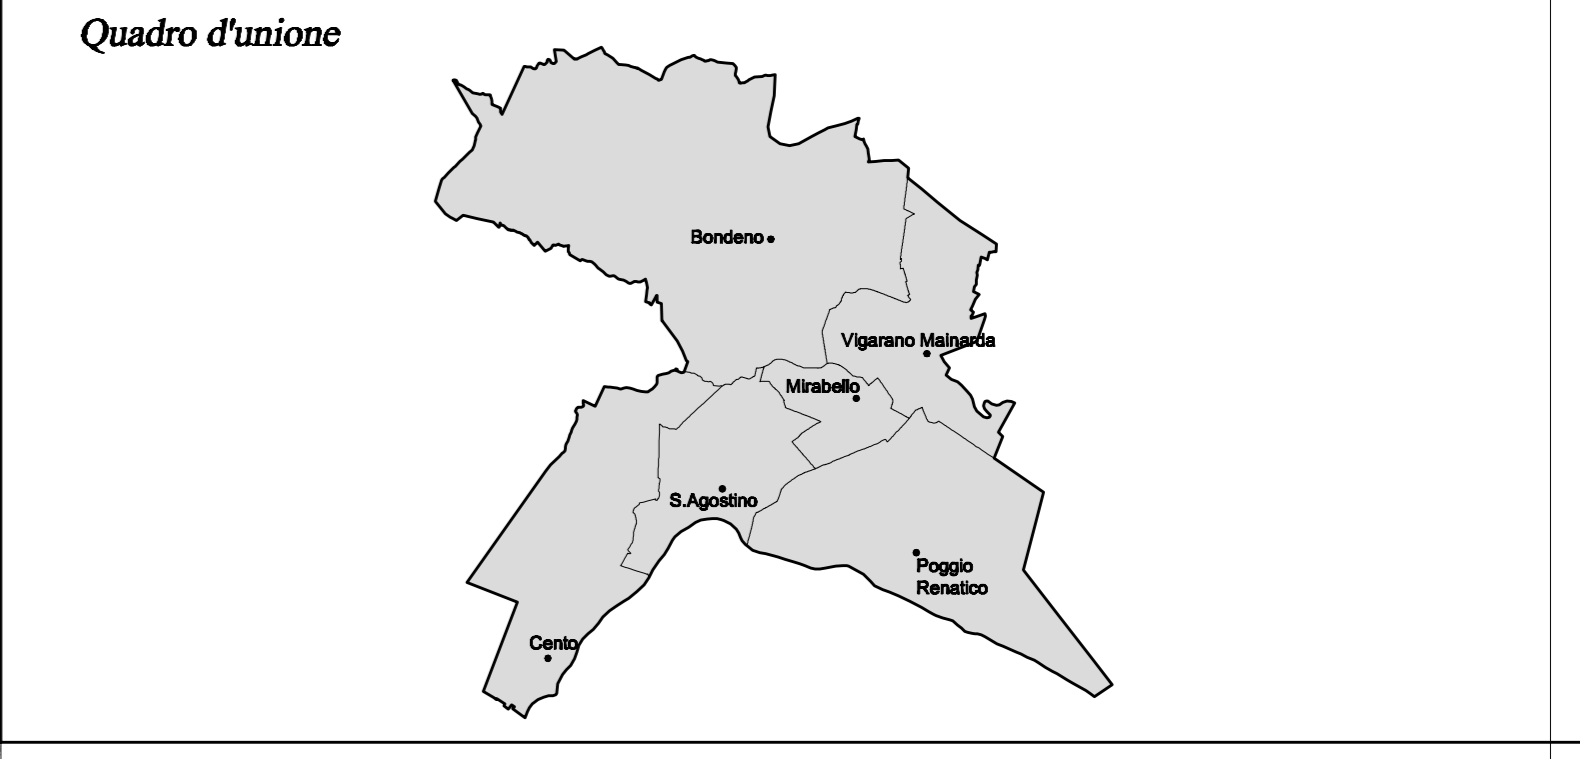 Quadro d'unione
Bondeno
Vigarano Mainarda
Mirabello
S.Agostino
Poggio
Renatico
Cento